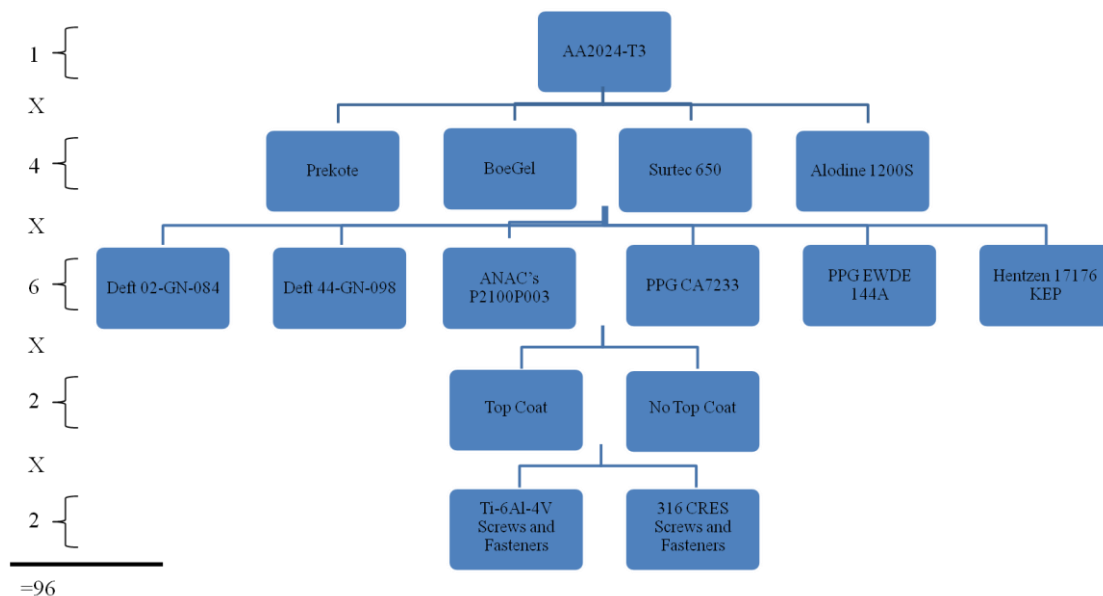 1
AA2024-T3
X
4
Prekote
BoeGel
Surtec 650
Alodine 1200S
X
6
Deft 02-GN-084
Deft 44-GN-098
ANAC’s
P2100P003
PPG CA7233
PPG EWDE
144A
Hentzen 17176
KEP
X
2
Top Coat
No Top Coat
X
2
Ti-6Al-4V
Screws and
Fasteners
316 CRES
Screws and
Fasteners
=96